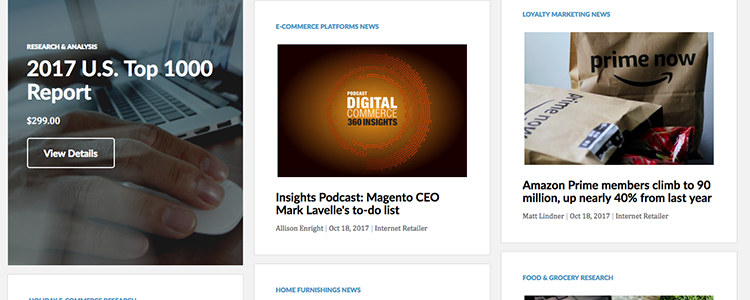 RESEARCH & ANALYSIS
2017 U.S. Top 1000
Report
$299.00
View Details
E-COMMERCE PLATFORMS NEWS
PODCAST
DIGITAL
COMMERCE
360 INSIGHTS
Insights Podcast: Magento CEO
Mark Lavelle's to-do list
Allison Enright | Oct 18, 2017 | Internet Retailer
HOME FURNISHINGS NEWS
LOYALTY MARKETING NEWS
prime now
prime now
Amazon Prime members climb to 90
million, up nearly 40% from last year
Matt Lindner | Oct 18, 2017 | Internet Retailer
FOOD & GROCERY RESEARCH